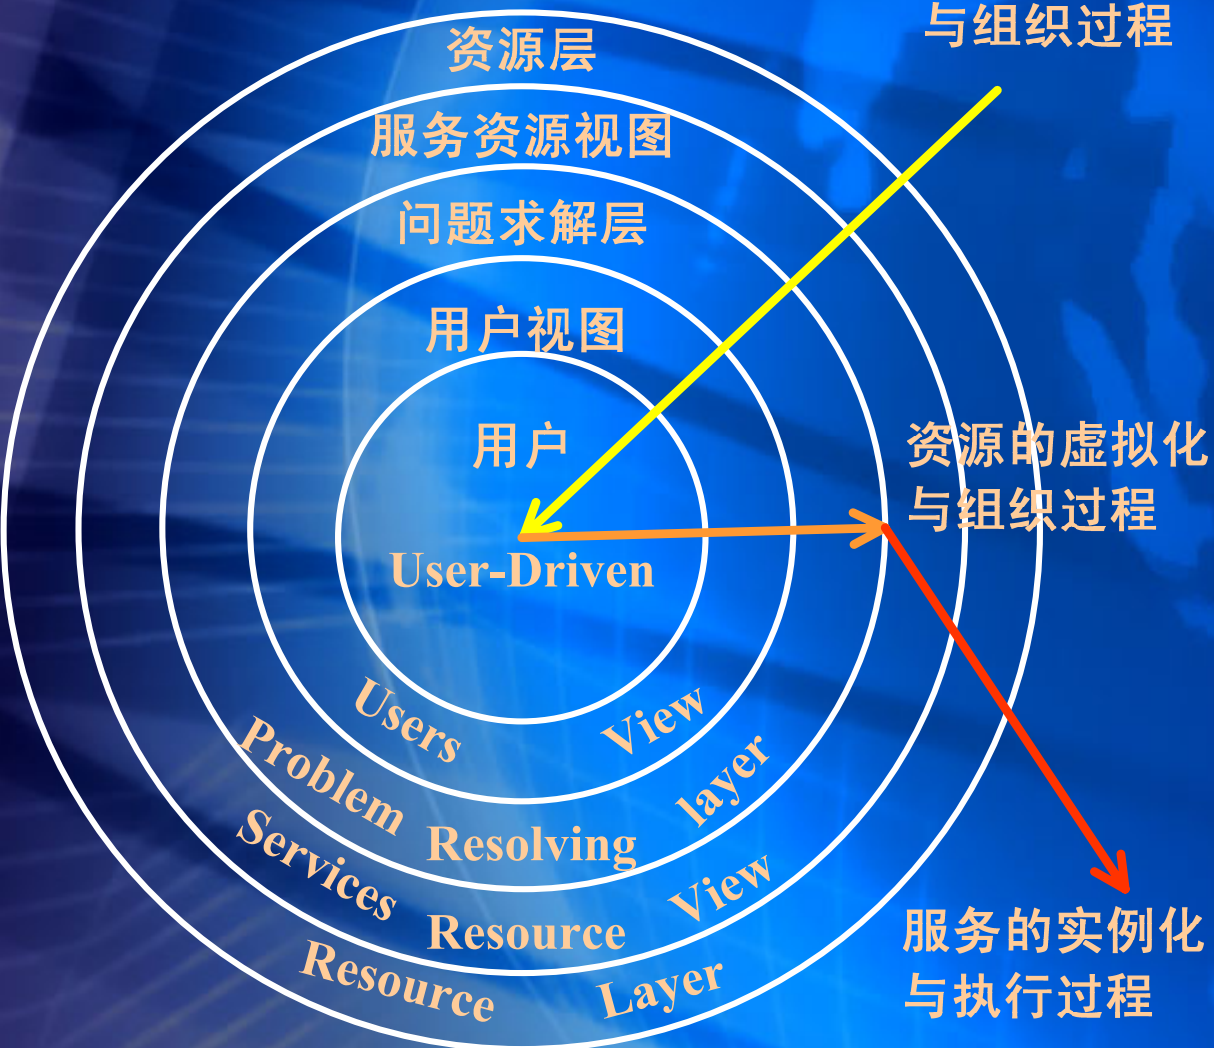 与组织过程
资源层
服务资源视图
问题求解层
用户视图
用户
资源的虚拟化
与组织过程
User-Driven
Users View
Problem Resolving layer
Services Resource View
Resource Layer
服务的实例化
与执行过程